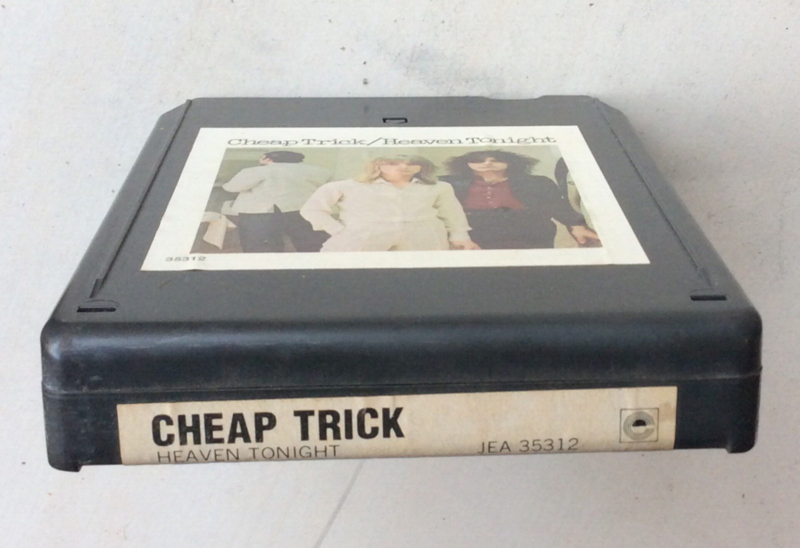 Cheap Trick/Heaven Tonight
35312
CHEAP TRICK
HEAVEN TONIGHT
JEA 35312